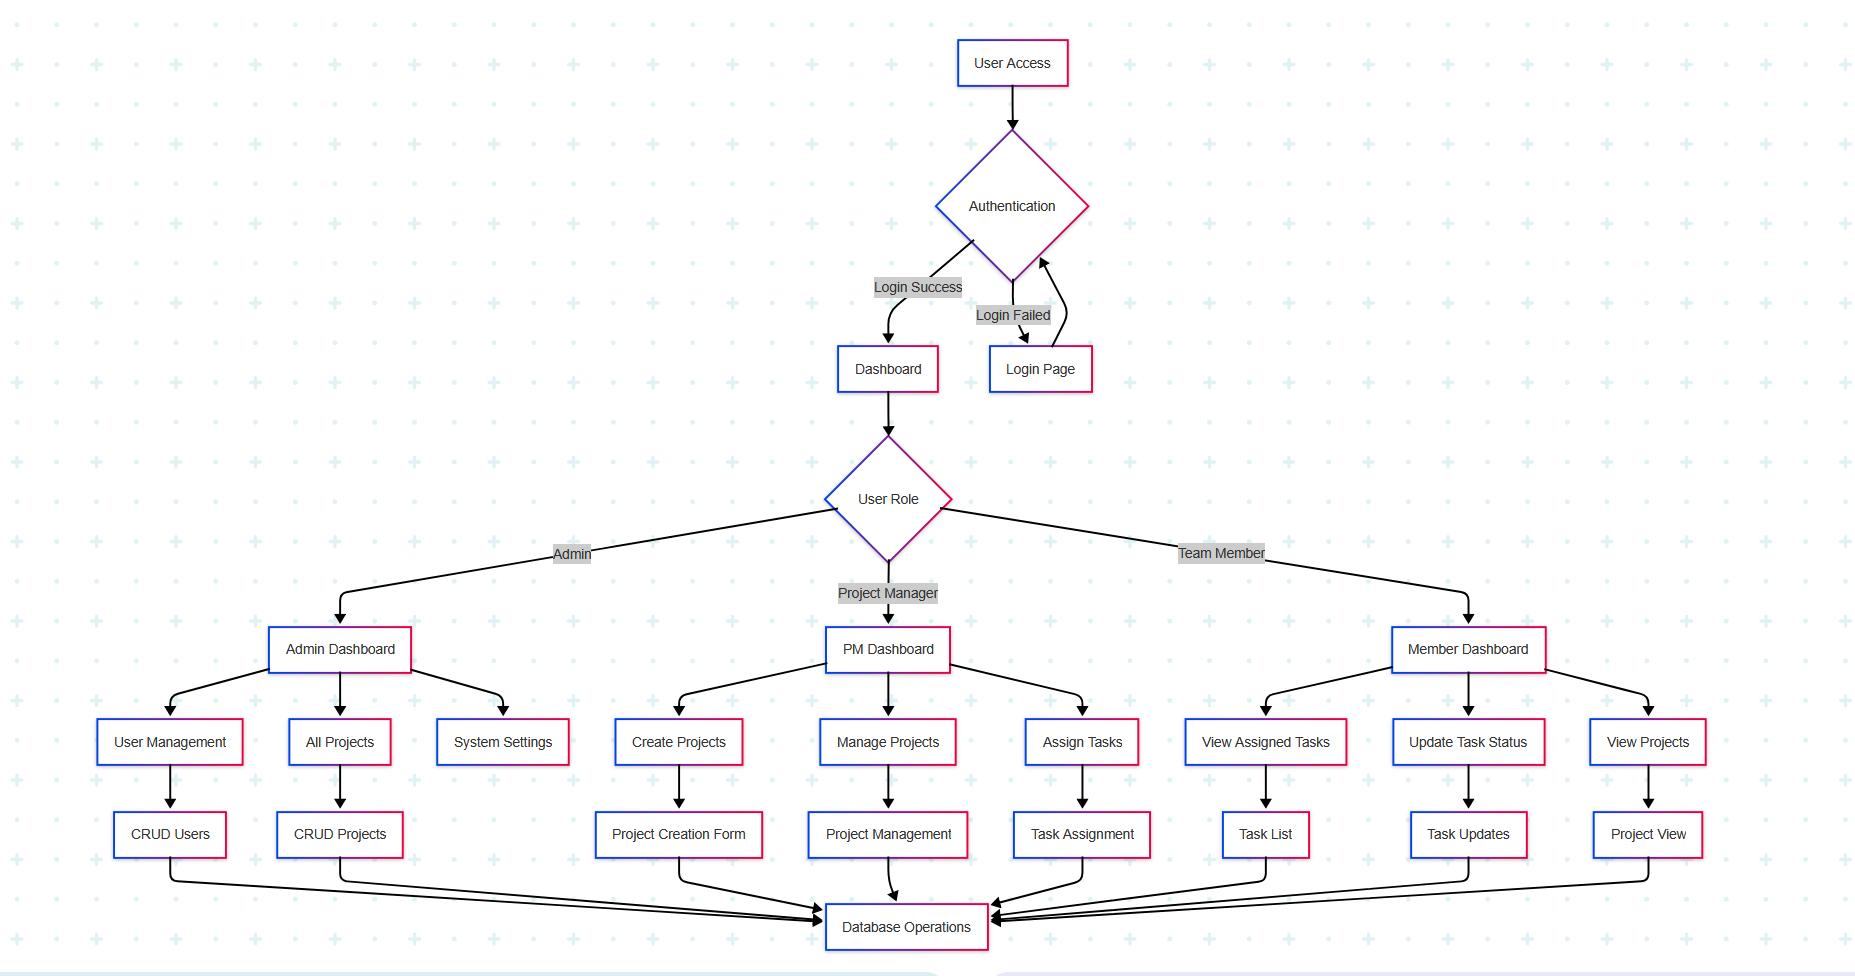 User Access
Authentication
Login Success
Login Failed
Dashboard
Login Page
User Role
Admin
Team Member
Project Manager
Admin Dashboard
PM Dashboard
Member Dashboard
User Management
All Projects
System Settings
Create Projects
Manage Projects
Assign Tasks
View Assigned Tasks
Update Task Status
View Projects
CRUD Users
CRUD Projects
Project Creation Form
Project Management
Task Assignment
Task List
Task Updates
Project View
Database Operations